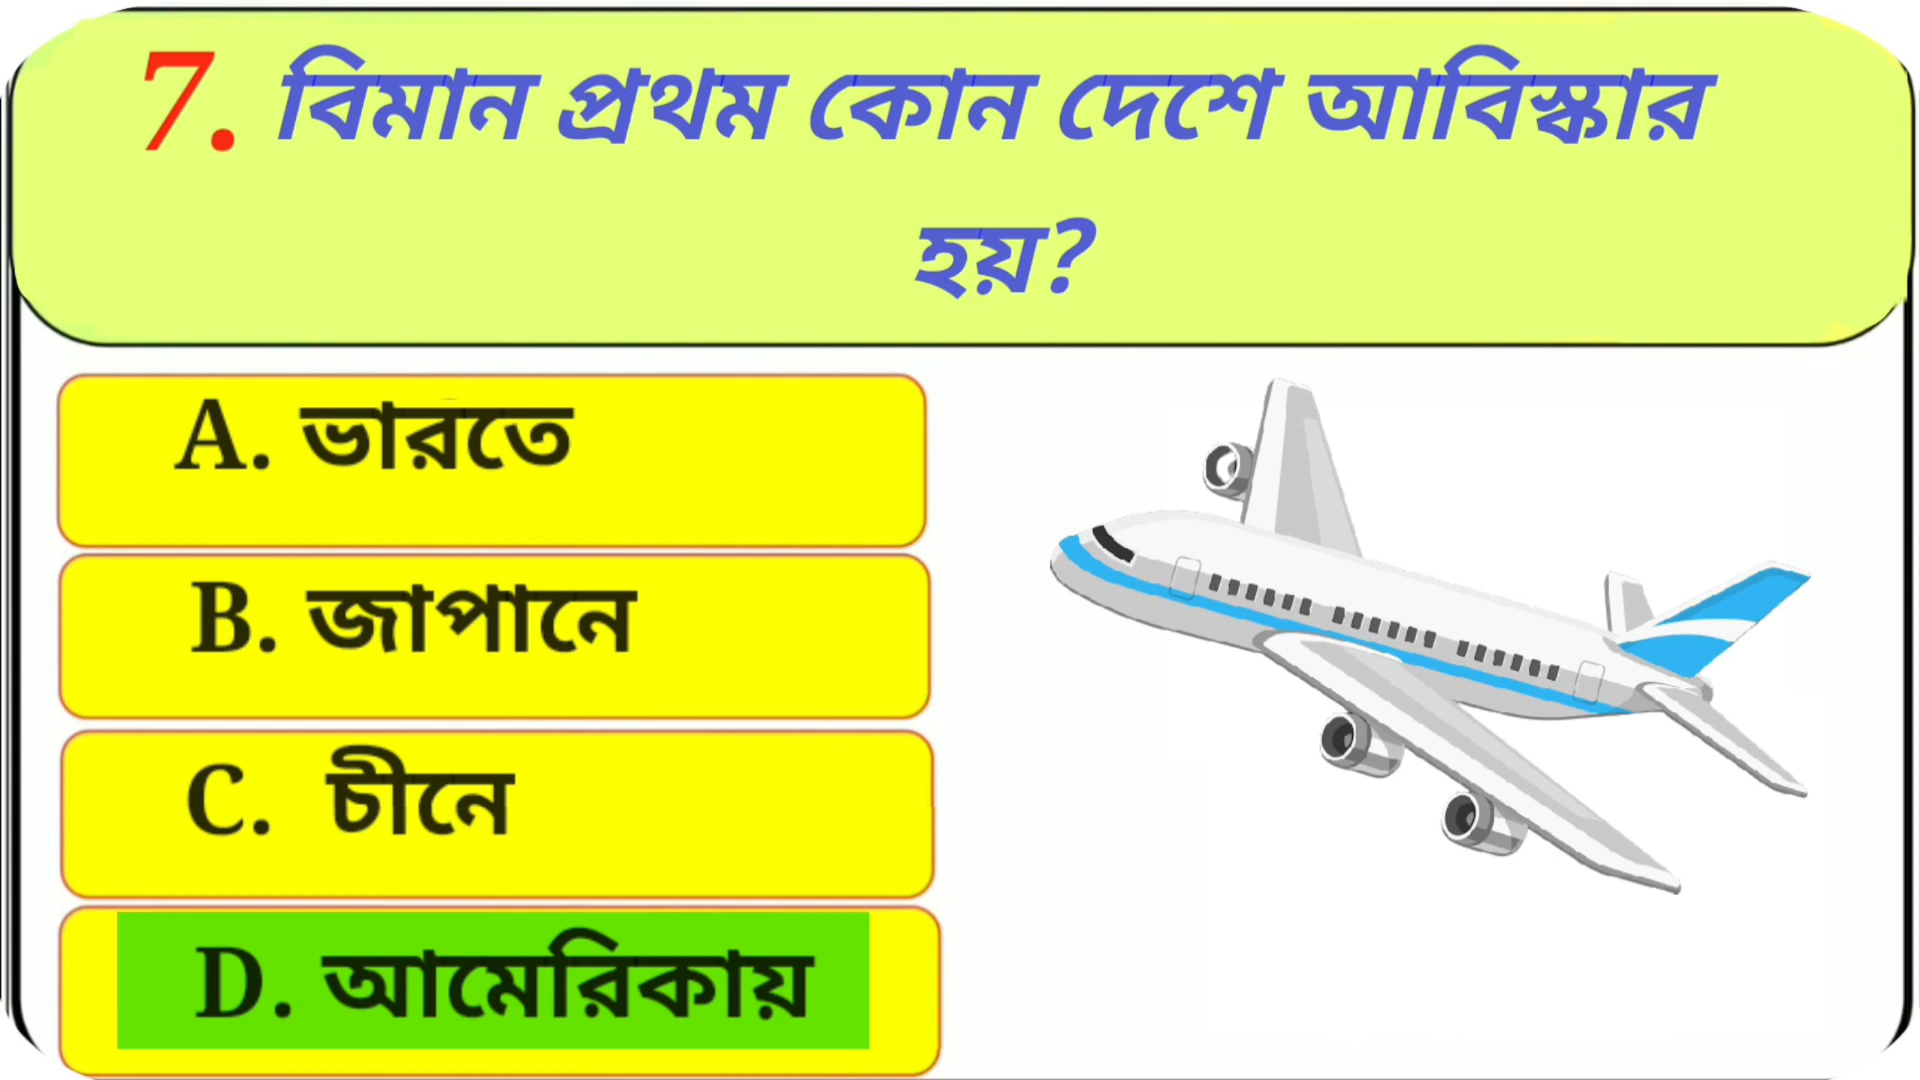 7. বিমান প্রথম কোন দেশে আবিস্কার
হয়?
A. ভারতে
B. জাপানে
C. চীনে
D. আমেরিকায়